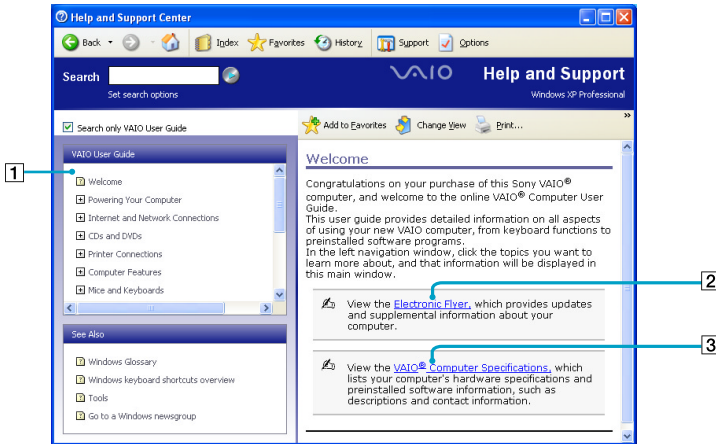 Help and Support Center
Back Index Favorites History Support Options
Search
Set search options
VAIO Help and Support
Windows XP Professional
Search only VAIO User Guide
Add to Favorites Change View Print... »
1
VAIO User Guide
Welcome
Powering Your Computer
Internet and Network Connections
CDs and DVDs
Printer Connections
Computer Features
Mice and Keyboards
See Also
Windows Glossary
Windows keyboard shortcuts overview
Tools
Go to a Windows newsgroup
Welcome
Congratulations on your purchase of this Sony VAIO®
computer, and welcome to the online VAIO® Computer User
Guide.
This user guide provides detailed information on all aspects
of using your new VAIO computer, from keyboard functions to
preinstalled software programs.
In the left navigation window, click the topics you want to
learn more about, and that information will be displayed in
this main window.
2
View the Electronic Flyer, which provides updates
and supplemental information about your
computer.
3
View the VAIO® Computer Specifications, which
lists your computer's hardware specifications and
preinstalled software information, such as
descriptions and contact information.